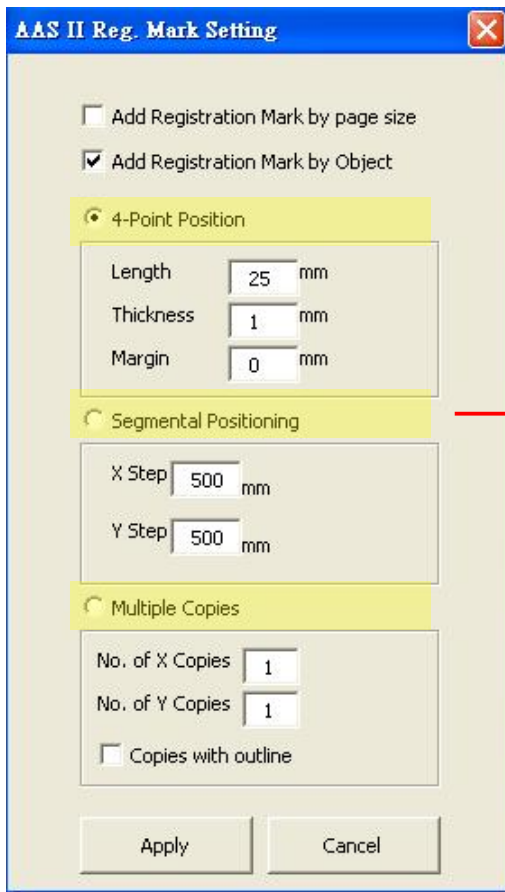 AAS II Reg. Mark Setting
Add Registration Mark by page size
Add Registration Mark by Object
4-Point Position
Length 25 mm
Thickness 1 mm
Margin 0 mm
Segmental Positioning
X Step 500 mm
Y Step 500 mm
Multiple Copies
No. of X Copies 1
No. of Y Copies 1
Copies with outline
Apply Cancel